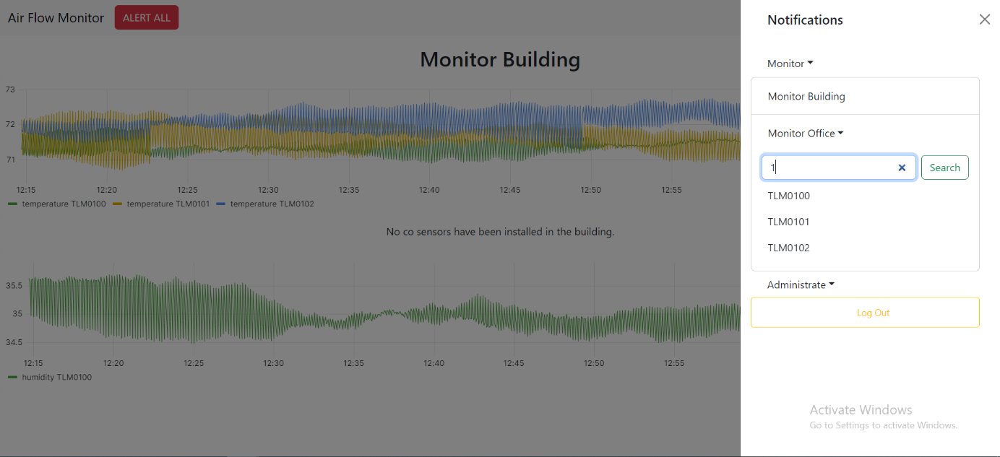 Air Flow Monitor
ALERT ALL
Monitor Building
73
72
71
12:15 12:20 12:25 12:30 12:35 12:40 12:45 12:50 12:55
temperature TLM0100 temperature TLM0101 temperature TLM0102
No co sensors have been installed in the building.
35.5
35
34.5
12:15 12:20 12:25 12:30 12:35 12:40 12:45 12:50 12:55
humidity TLM0100
Notifications
Monitor
Monitor Building
Monitor Office
1
Search
TLM0100
TLM0101
TLM0102
Administrate
Log Out
Activate Windows
Go to Settings to activate Windows.